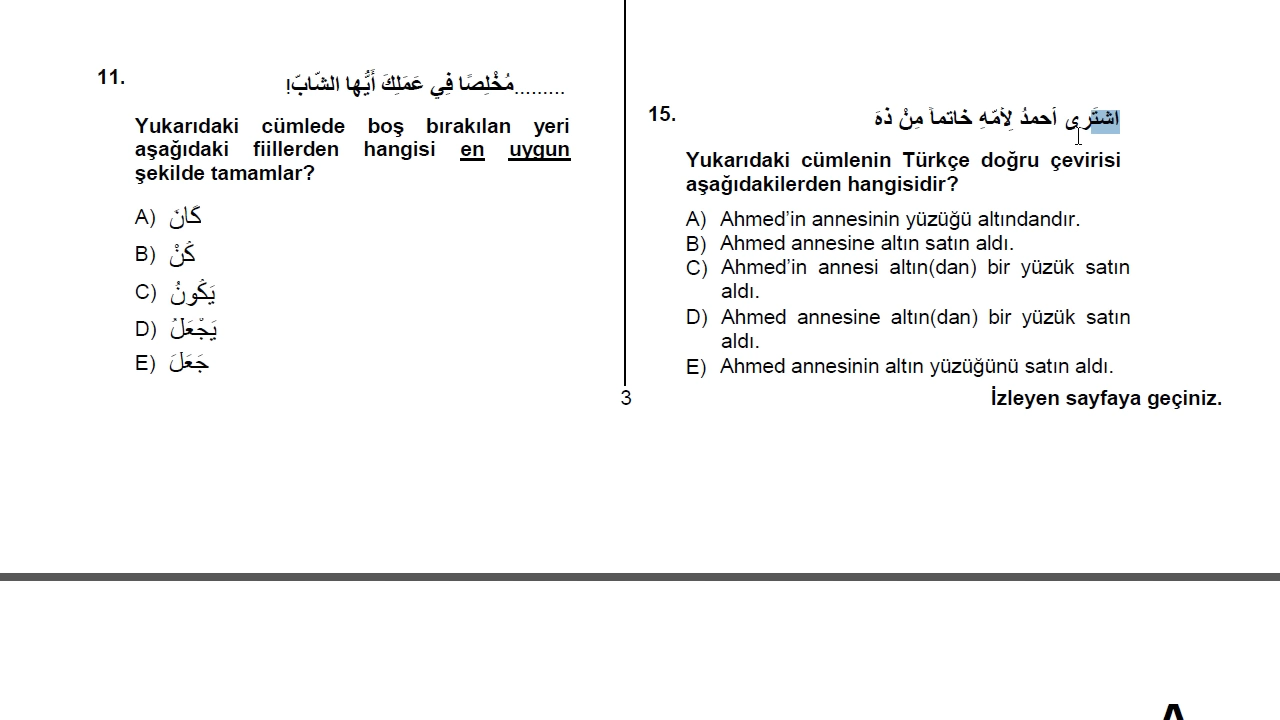 11.
.........مُخْلِصًا فِي عَمَلِكَ أَيُّها الشّابّ!
Yukarıdaki cümlede boş bırakılan yeri
aşağıdaki fiillerden hangisi en uygun
şekilde tamamlar?
A) كَانَ
B) كُنْ
C) يَكُونُ
D) يَجْعَلُ
E) جَعَلَ
15.
اشتَرى أحمدُ لِأمّهِ خاتماً مِنْ ذهَ
Yukarıdaki cümlenin Türkçe doğru çevirisi
aşağıdakilerden hangisidir?
A) Ahmed’in annesinin yüzüğü altındandır.
B) Ahmed annesine altın satın aldı.
C) Ahmed’in annesi altın(dan) bir yüzük satın
aldı.
D) Ahmed annesine altın(dan) bir yüzük satın
aldı.
E) Ahmed annesinin altın yüzüğünü satın aldı.
3
İzleyen sayfaya geçiniz.